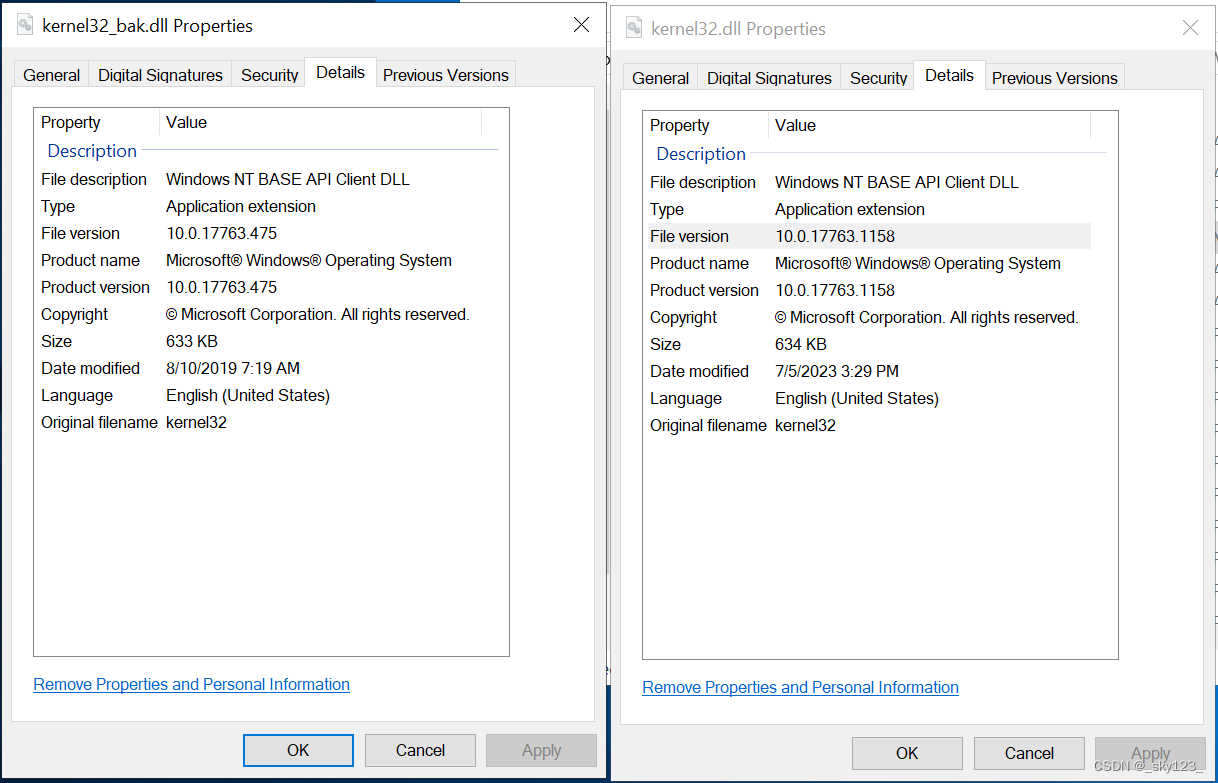 kernel32_bak.dll Properties
General Digital Signatures Security Details Previous Versions
Property Value
Description
File description Windows NT BASE API Client DLL
Type Application extension
File version 10.0.17763.475
Product name Microsoft® Windows® Operating System
Product version 10.0.17763.475
Copyright © Microsoft Corporation. All rights reserved.
Size 633 KB
Date modified 8/10/2019 7:19 AM
Language English (United States)
Original filename kernel32
Remove Properties and Personal Information
OK Cancel Apply
kernel32.dll Properties
General Digital Signatures Security Details Previous Versions
Property Value
Description
File description Windows NT BASE API Client DLL
Type Application extension
File version 10.0.17763.1158
Product name Microsoft® Windows® Operating System
Product version 10.0.17763.1158
Copyright © Microsoft Corporation. All rights reserved.
Size 634 KB
Date modified 7/5/2023 3:29 PM
Language English (United States)
Original filename kernel32
Remove Properties and Personal Information
OK Cancel Apply
CSDN @_sky123_